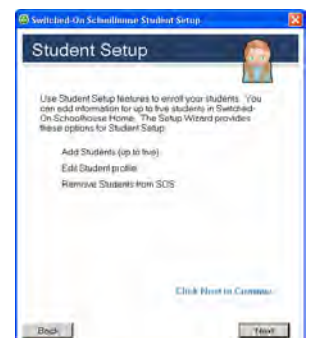 Switched-On Schoolhouse Student Setup
Student Setup
Use Student Setup features to enroll your students. You
can add information for up to five students in Switched-
On Schoolhouse Home. The Setup Wizard provides
these options for Student Setup:
Add Students (up to five)
Edit Student profile
Remove Students from SOS
Click Next to Continue.
Back
Next